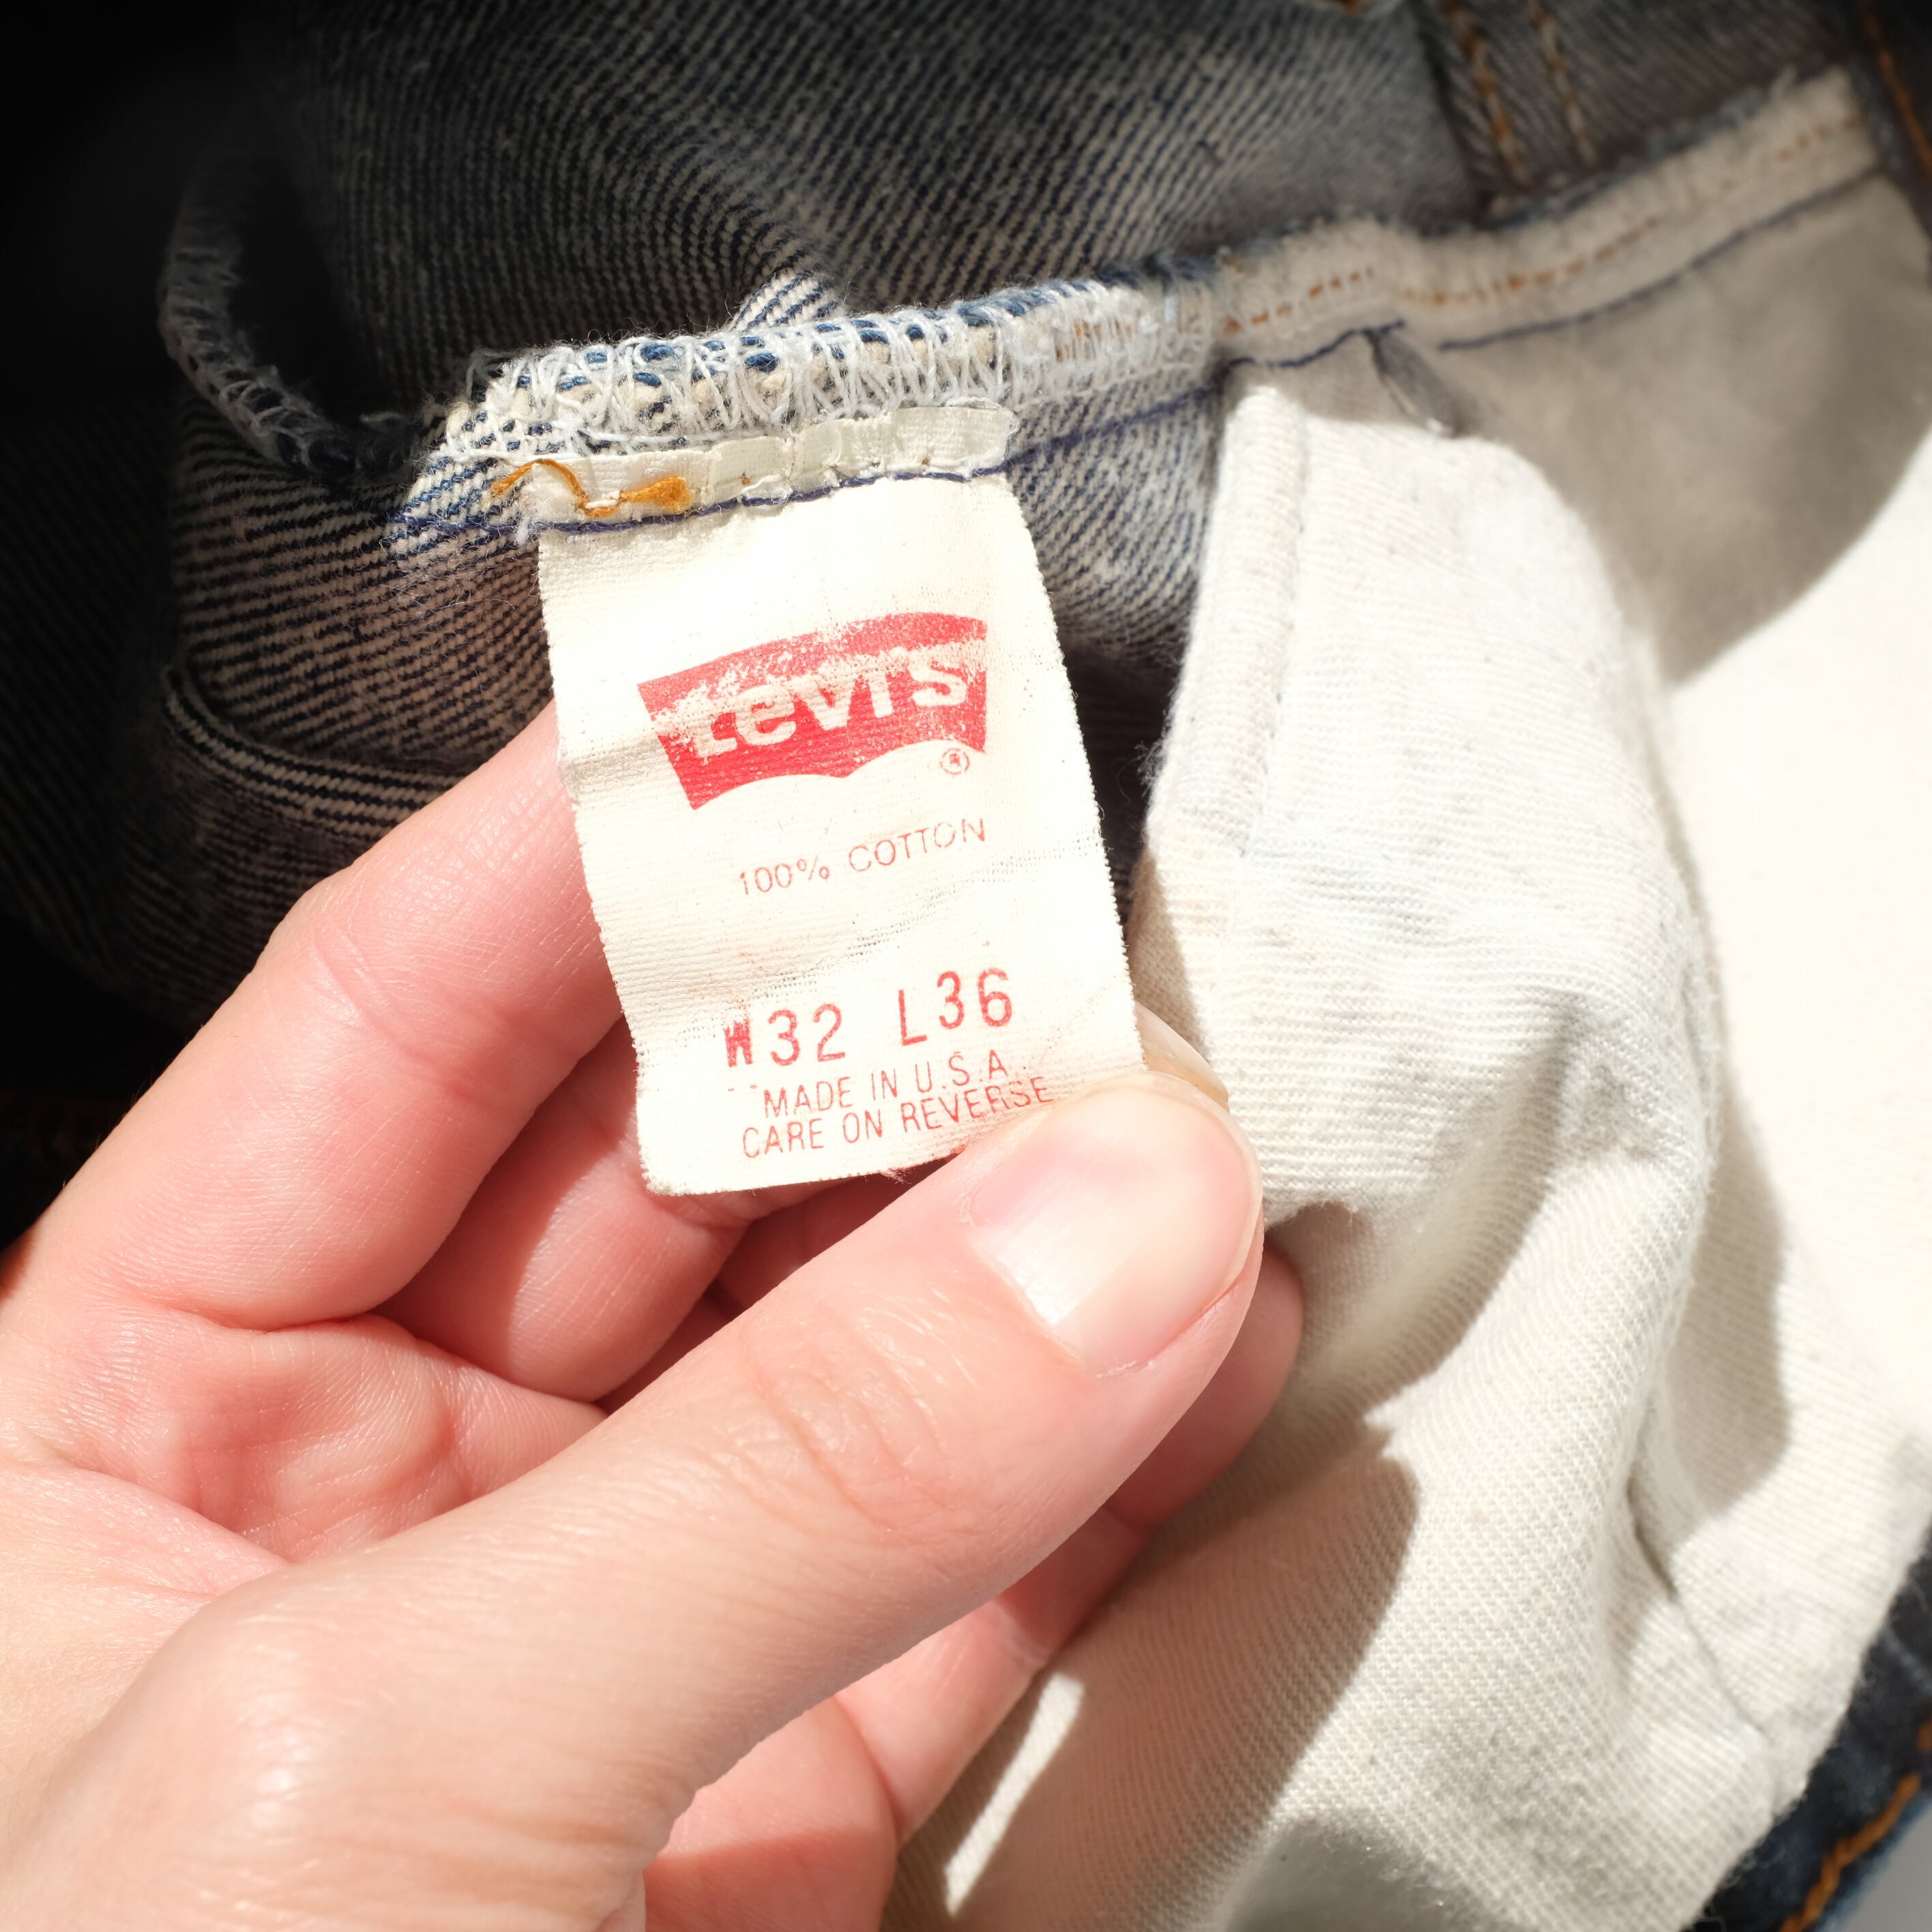 Levi's
®
100% COTTON
W32 L36
MADE IN U.S.A.
CARE ON REVERSE